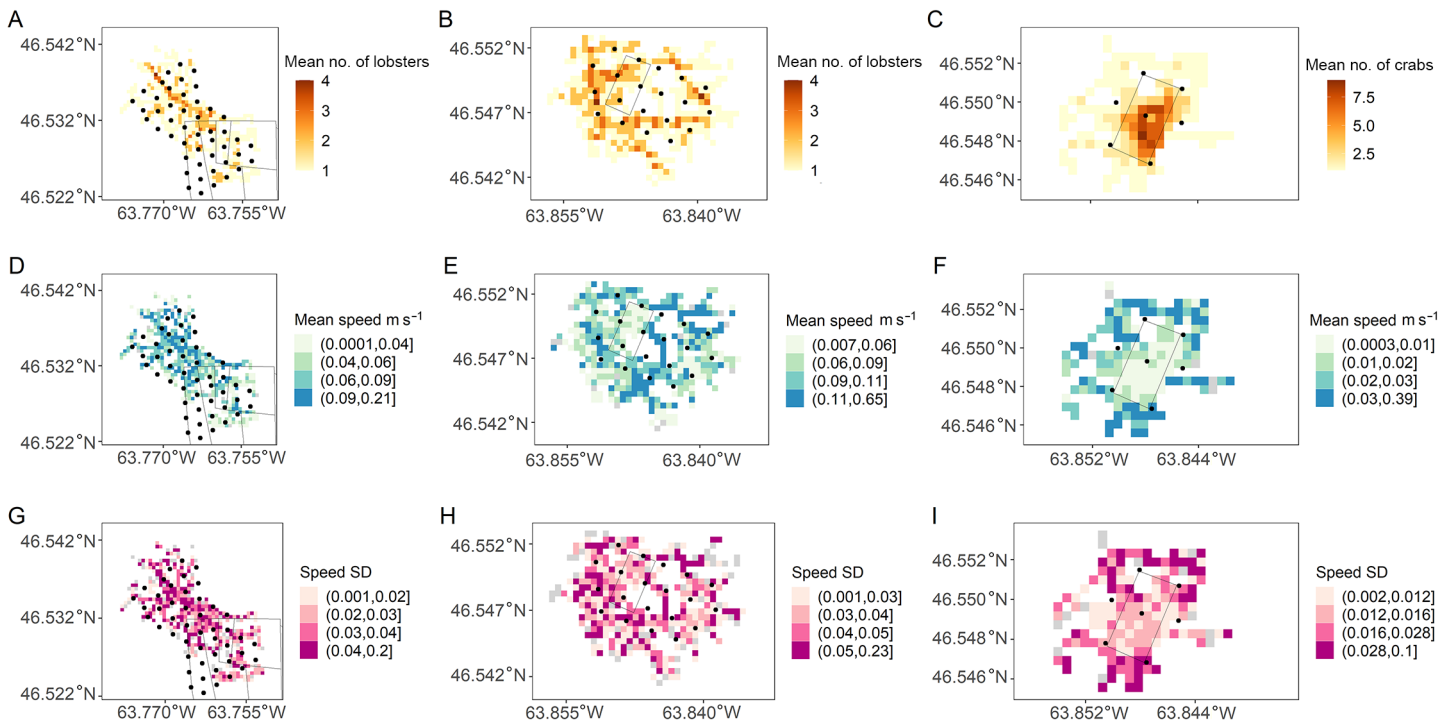 A
46.542°N
46.532°N
46.522°N
63.770°W 63.755°W
Mean no. of lobsters
4
3
2
1
B
46.552°N
46.547°N
46.542°N
63.855°W 63.840°W
Mean no. of lobsters
4
3
2
1
C
46.552°N
46.550°N
46.548°N
46.546°N
Mean no. of crabs
7.5
5.0
2.5
D
46.542°N
46.532°N
46.522°N
63.770°W 63.755°W
Mean speed m s⁻¹
(0.0001,0.04]
(0.04,0.06]
(0.06,0.09]
(0.09,0.21]
E
46.552°N
46.547°N
46.542°N
63.855°W 63.840°W
Mean speed m s⁻¹
(0.007,0.06]
(0.06,0.09]
(0.09,0.11]
(0.11,0.65]
F
46.552°N
46.550°N
46.548°N
46.546°N
63.852°W 63.844°W
Mean speed m s⁻¹
(0.0003,0.01]
(0.01,0.02]
(0.02,0.03]
(0.03,0.39]
G
46.542°N
46.532°N
46.522°N
63.770°W 63.755°W
Speed SD
(0.001,0.02]
(0.02,0.03]
(0.03,0.04]
(0.04,0.2]
H
46.552°N
46.547°N
46.542°N
63.855°W 63.840°W
Speed SD
(0.001,0.03]
(0.03,0.04]
(0.04,0.05]
(0.05,0.23]
I
46.552°N
46.550°N
46.548°N
46.546°N
63.852°W 63.844°W
Speed SD
(0.002,0.012]
(0.012,0.016]
(0.016,0.028]
(0.028,0.1]